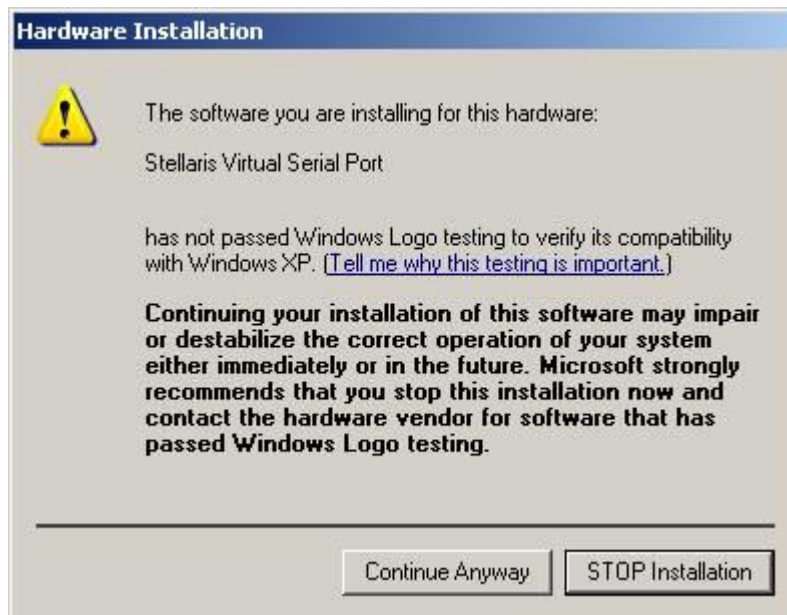 Hardware Installation
The software you are installing for this hardware:
Stellaris Virtual Serial Port
has not passed Windows Logo testing to verify its compatibility
with Windows XP. (Tell me why this testing is important.)
Continuing your installation of this software may impair
or destabilize the correct operation of your system
either immediately or in the future. Microsoft strongly
recommends that you stop this installation now and
contact the hardware vendor for software that has
passed Windows Logo testing.
Continue Anyway
STOP Installation